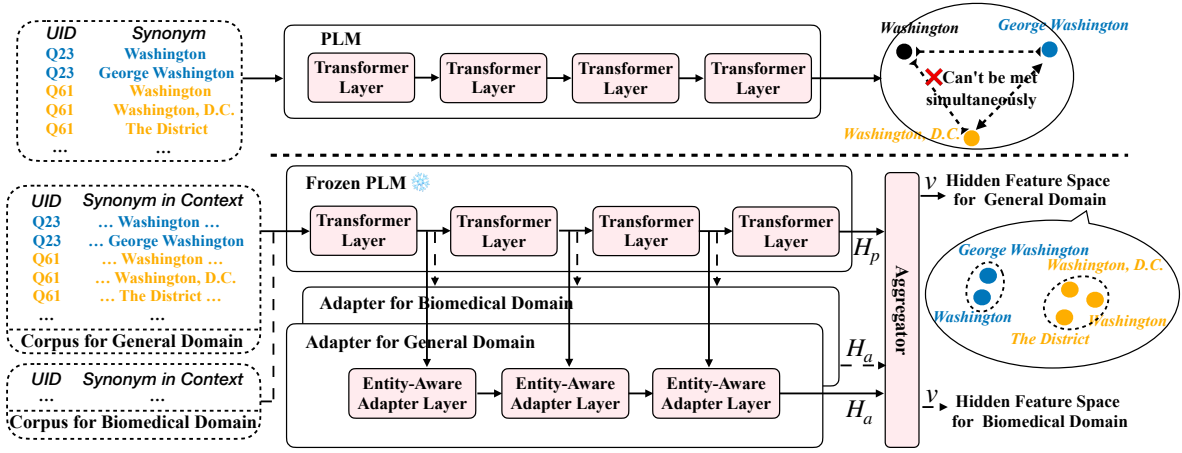 UID Synonym
Q23 Washington
Q23 George Washington
Q61 Washington
Q61 Washington, D.C.
Q61 The District
... ...
PLM
Transformer Layer
Transformer Layer
Transformer Layer
Transformer Layer
Washington
George Washington
Can't be met
simultaneously
Washington, D.C.
UID Synonym in Context
Q23 ... Washington ...
Q23 ... George Washington
Q61 ... Washington ...
Q61 ... Washington, D.C.
Q61 ... The District ...
... ...
Corpus for General Domain
UID Synonym in Context
... ...
Corpus for Biomedical Domain
Frozen PLM
Transformer Layer
Transformer Layer
Transformer Layer
Transformer Layer
H_p
Adapter for Biomedical Domain
Adapter for General Domain
Entity-Aware
Adapter Layer
Entity-Aware
Adapter Layer
Entity-Aware
Adapter Layer
H_a
H_a
Aggregator
v Hidden Feature Space
for General Domain
George Washington
Washington
Washington, D.C.
Washington
The District
v Hidden Feature Space
for Biomedical Domain